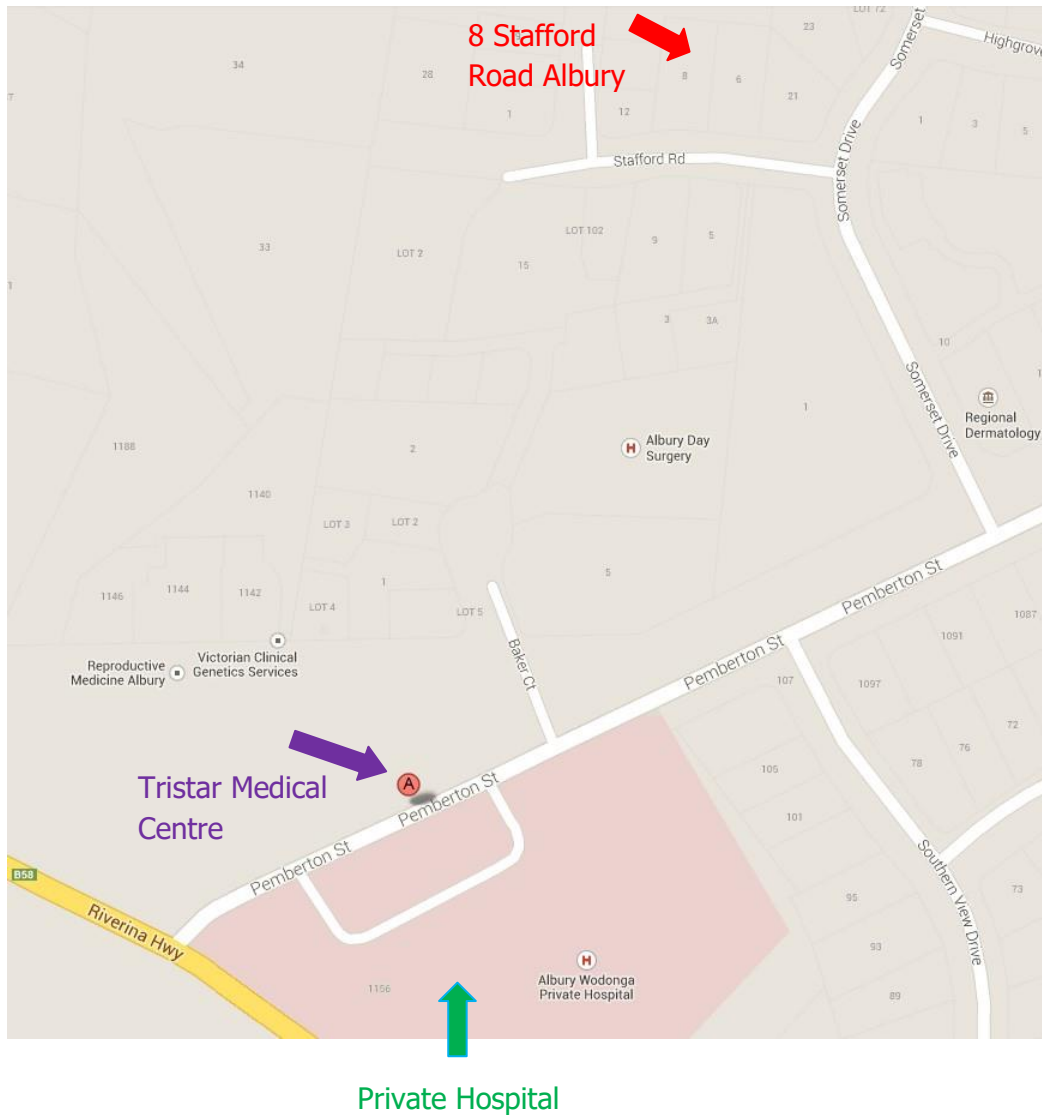 8 Stafford
Road Albury
LOT 72
23
Somerset
Highgrove
34
28
8
6
21
1
12
1
3
5
Stafford Rd
Somerset Drive
33
LOT 2
LOT 102
9
5
15
3
3A
10
1
Somerset Drive
Regional
Dermatology
1188
2
Albury Day
Surgery
1140
LOT 3
LOT 2
5
Pemberton St
1146
1144
1142
1
LOT 4
LOT 5
1087
1091
Reproductive
Medicine Albury
Victorian Clinical
Genetics Services
Baker Ct
Pemberton St
107
1097
72
76
78
105
Tristar Medical
Centre
A
Pemberton St
101
Pemberton St
B58
Riverina Hwy
Southern View Drive
73
95
93
89
1156
H
Albury Wodonga
Private Hospital
Private Hospital